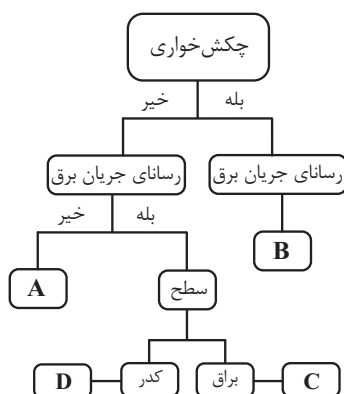 چکش‌خواری
بله
خیر
رسانای جریان برق
رسانای جریان برق
بله
خیر
B
A
سطح
براق
کدر
C
D